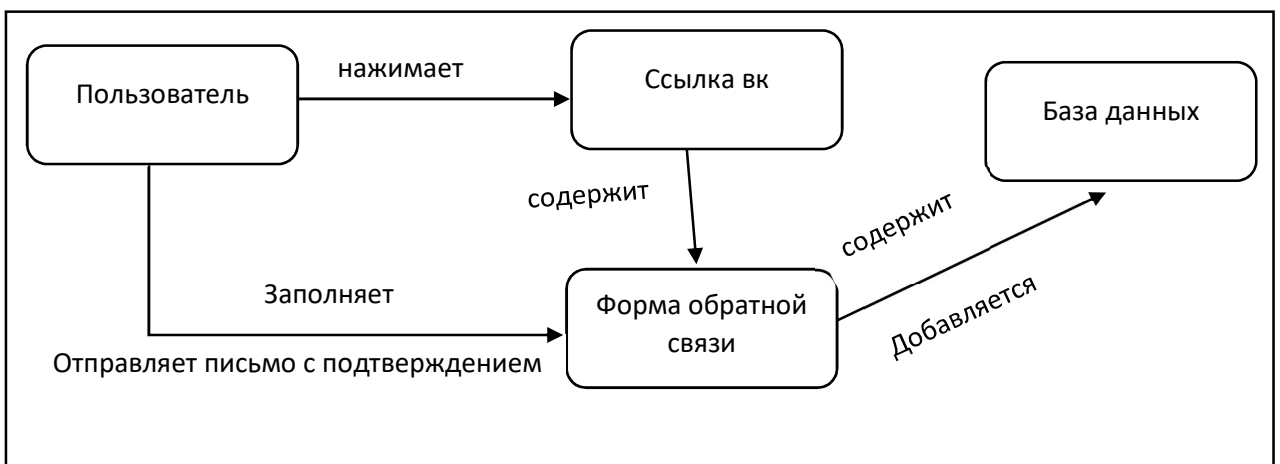 Пользователь
нажимает
Ссылка вк
База данных
содержит
содержит
Заполняет
Форма обратной
связи
Добавляется
Отправляет письмо с подтверждением